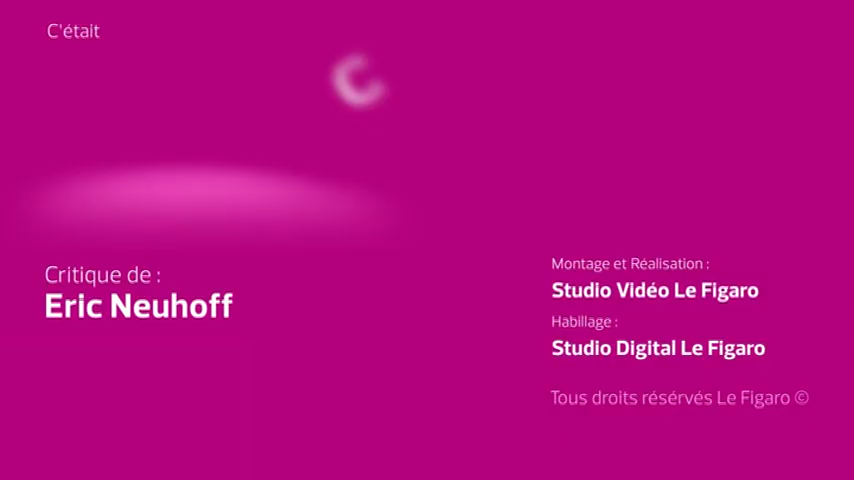 C'était
Critique de :
Eric Neuhoff
Montage et Réalisation :
Studio Vidéo Le Figaro
Habillage :
Studio Digital Le Figaro
Tous droits résérvés Le Figaro ©